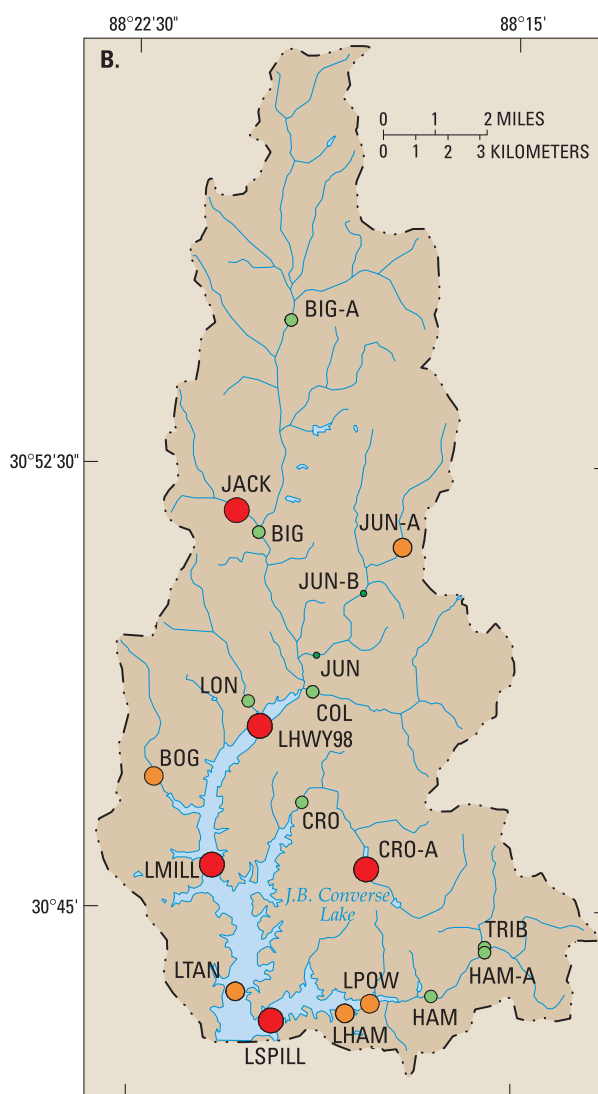 88°22'30"
88°15'
B.
0 1 2 MILES
0 1 2 3 KILOMETERS
BIG-A
30°52'30"
JACK
JUN-A
BIG
JUN-B
JUN
LON
COL
LHWY98
BOG
CRO
CRO-A
LMILL
J.B. Converse
Lake
30°45'
TRIB
HAM-A
LTAN
LPOW
HAM
LHAM
LSPILL